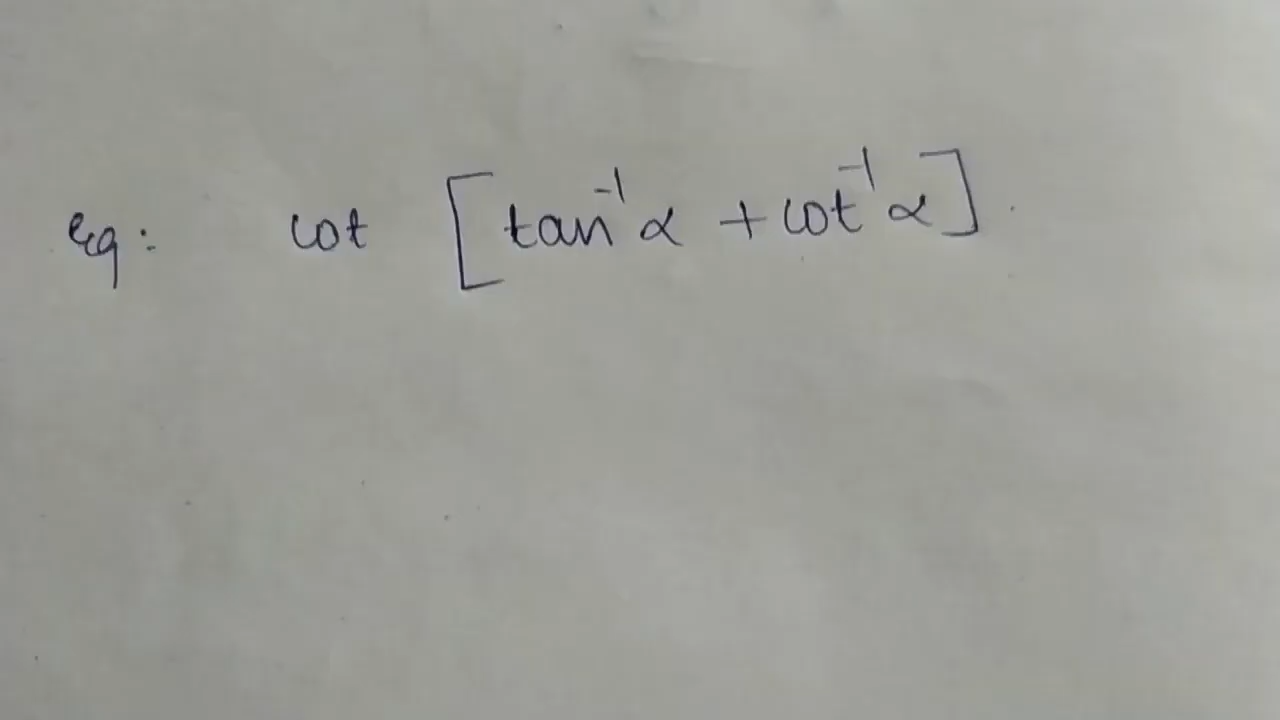 eg: cot [tan⁻¹α + cot⁻¹α].